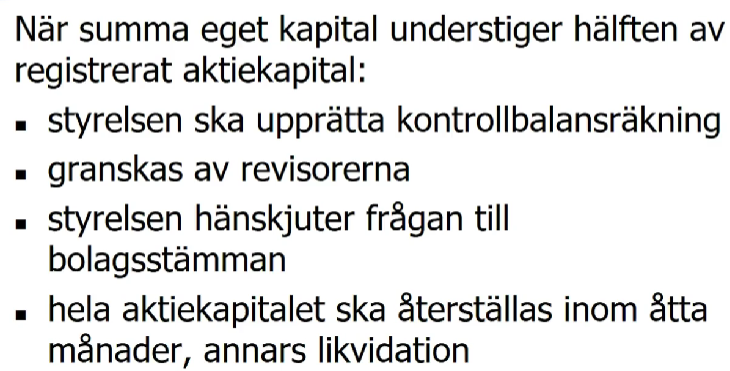 När summa eget kapital understiger hälften av
registrerat aktiekapital:
▪ styrelsen ska upprätta kontrollbalansräkning
▪ granskas av revisorerna
▪ styrelsen hänskjuter frågan till
bolagsstämman
▪ hela aktiekapitalet ska återställas inom åtta
månader, annars likvidation